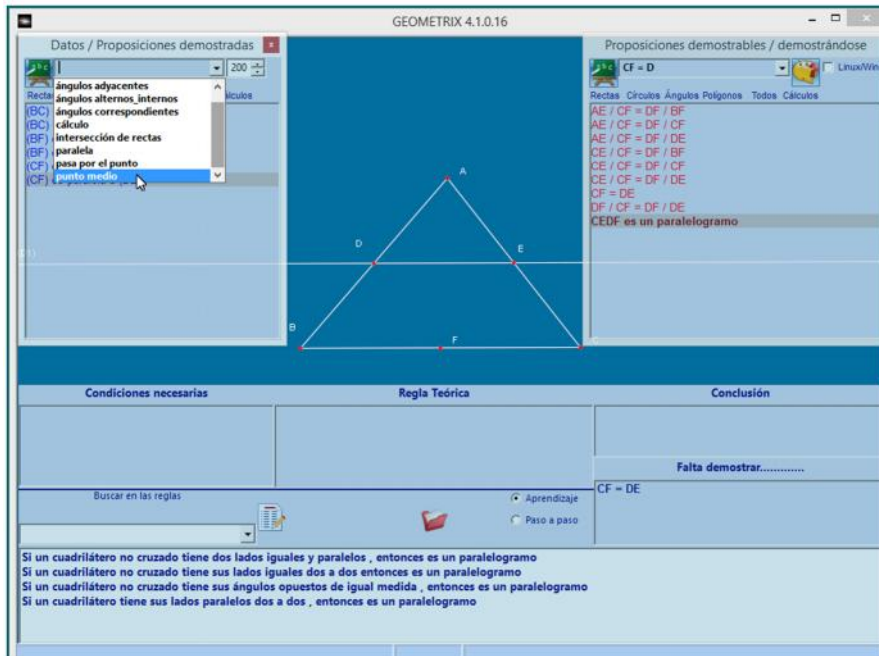 GEOMETRIX 4.1.0.16
Datos / Proposiciones demostradas
200
ángulos adyacentes
ángulos alternos_internos
ángulos correspondientes
cálculo
intersección de rectas
paralela
pasa por el punto
punto medio
(BC)
(BC)
(BF)
(BF)
(CF)
(CF)
Proposiciones demostrables / demostrándose
CF = D
Linux/Win
Rectas Círculos Ángulos Polígonos Todos Cálculos
AE / CF = DF / BF
AE / CF = DF / CF
AE / CF = DF / DE
CE / CF = DF / BF
CE / CF = DF / CF
CE / CF = DF / DE
CF = DE
DF / CF = DF / DE
CEDF es un paralelogramo
A
D
E
B
F
C
Condiciones necesarias
Regla Teórica
Conclusión
Falta demostrar.............
CF = DE
Buscar en las reglas
Aprendizaje
Paso a paso
Si un cuadrilátero no cruzado tiene dos lados iguales y paralelos , entonces es un paralelogramo
Si un cuadrilátero no cruzado tiene sus lados iguales dos a dos entonces es un paralelogramo
Si un cuadrilátero no cruzado tiene sus ángulos opuestos de igual medida , entonces es un paralelogramo
Si un cuadrilátero tiene sus lados paralelos dos a dos , entonces es un paralelogramo